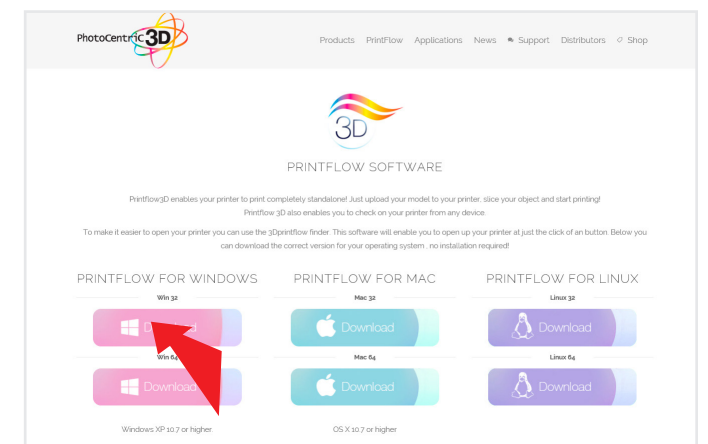 PhotoCentric 3D
Products PrintFlow Applications News Support Distributors Shop
3D
PRINTFLOW SOFTWARE
Printflow3D enables your printer to print completely standalone! Just upload your model to your printer, slice your object and start printing!
Printflow 3D also enables you to check on your printer from any device.
To make it easier to open your printer you can use the 3Dprintflow finder. This software will enable you to open up your printer at just the click of an button. Below you
can download the correct version for your operating system , no installation required!
PRINTFLOW FOR WINDOWS PRINTFLOW FOR MAC PRINTFLOW FOR LINUX
Win 32 Mac 32 Linux 32
Download Download
Win 64 Mac 64 Linux 64
Download Download Download
Windows XP 10.7 or higher. OS X 10.7 or higher